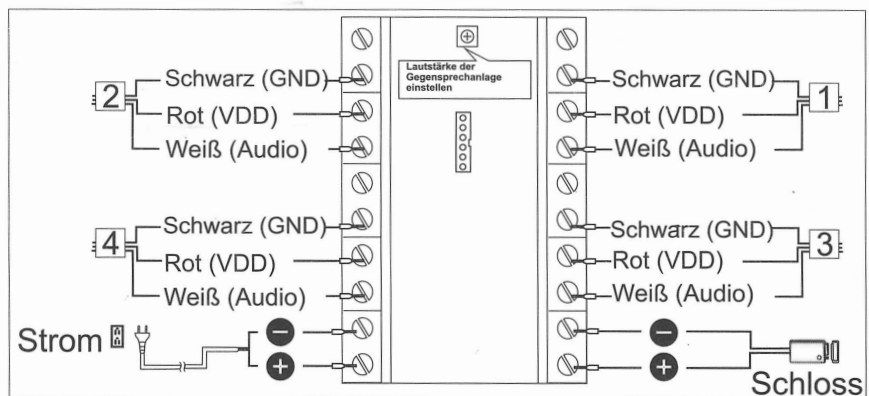 Lautstärke der
Gegensprechanlage
einstellen
2
Schwarz (GND)
Rot (VDD)
Weiß (Audio)
Schwarz (GND)
Rot (VDD)
Weiß (Audio)
1
4
Schwarz (GND)
Rot (VDD)
Weiß (Audio)
Schwarz (GND)
Rot (VDD)
Weiß (Audio)
3
Strom
−
+
−
+
Schloss